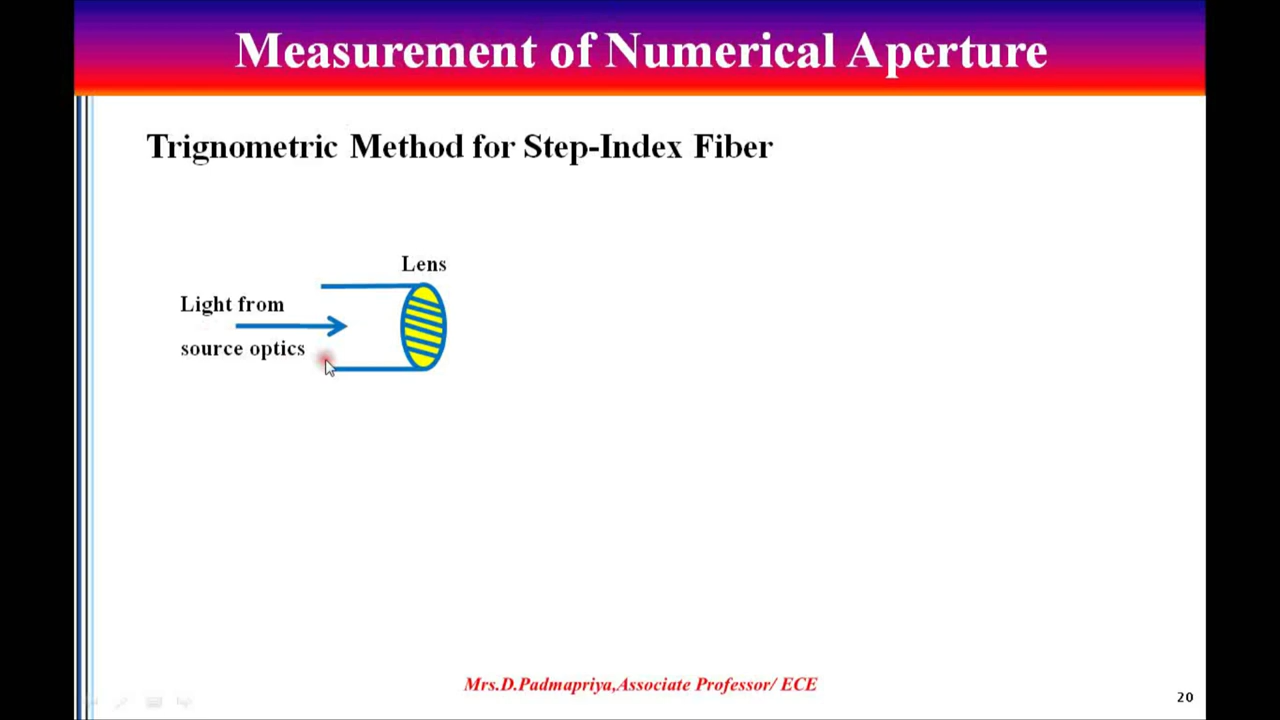 Measurement of Numerical Aperture
Trignometric Method for Step-Index Fiber
Lens
Light from
source optics
Mrs.D.Padmapriya,Associate Professor/ ECE
20